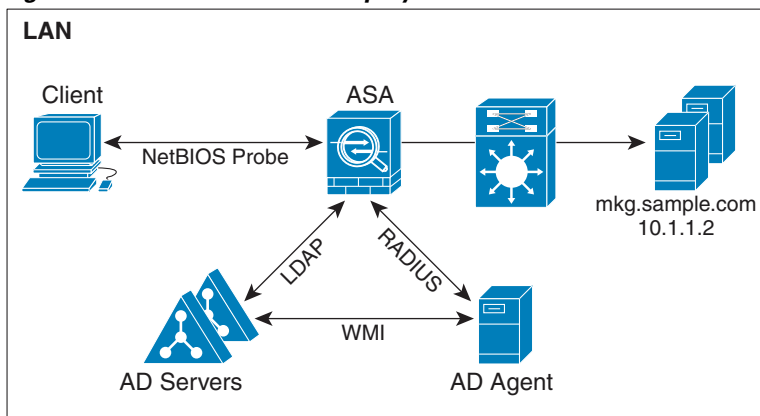 LAN
Client
ASA
NetBIOS Probe
mkg.sample.com
10.1.1.2
LDAP
RADIUS
WMI
AD Servers
AD Agent